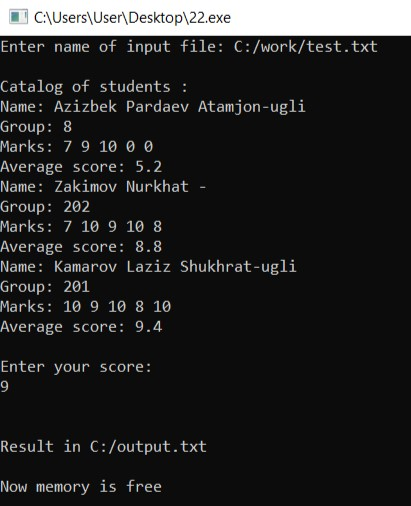 C:\Users\User\Desktop\22.exe
Enter name of input file: C:/work/test.txt
Catalog of students :
Name: Azizbek Pardaev Atamjon-ugli
Group: 8
Marks: 7 9 10 0 0
Average score: 5.2
Name: Zakimov Nurkhat -
Group: 202
Marks: 7 10 9 10 8
Average score: 8.8
Name: Kamarov Laziz Shukhrat-ugli
Group: 201
Marks: 10 9 10 8 10
Average score: 9.4
Enter your score:
9
Result in C:/output.txt
Now memory is free